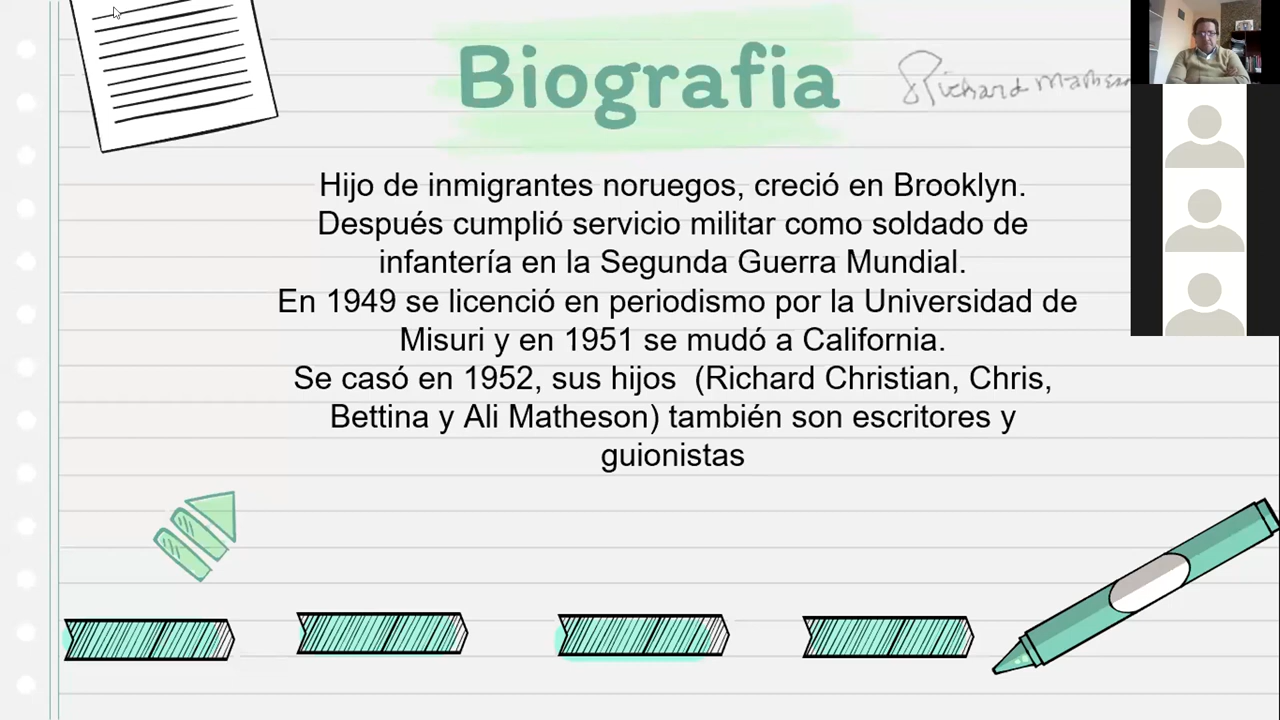 Biografia
Richard Matheson
Hijo de inmigrantes noruegos, creció en Brooklyn.
Después cumplió servicio militar como soldado de
infantería en la Segunda Guerra Mundial.
En 1949 se licenció en periodismo por la Universidad de
Misuri y en 1951 se mudó a California.
Se casó en 1952, sus hijos  (Richard Christian, Chris,
Bettina y Ali Matheson) también son escritores y
guionistas